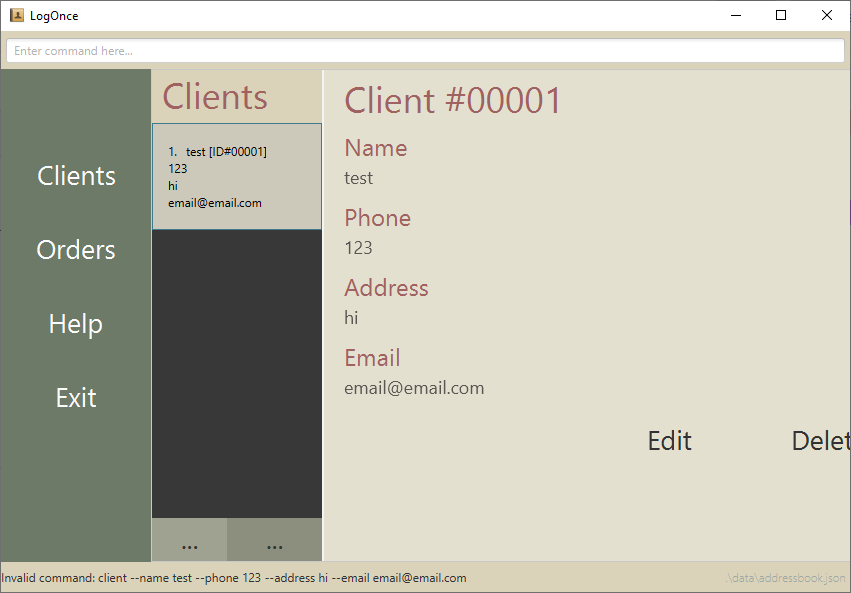 LogOnce
Enter command here...
Clients
Orders
Help
Exit
Clients
1. test [ID#00001]
123
hi
email@email.com
...
...
Client #00001
Name
test
Phone
123
Address
hi
Email
email@email.com
Edit
Delet
Invalid command: client --name test --phone 123 --address hi --email email@email.com
.\data\addressbook.json